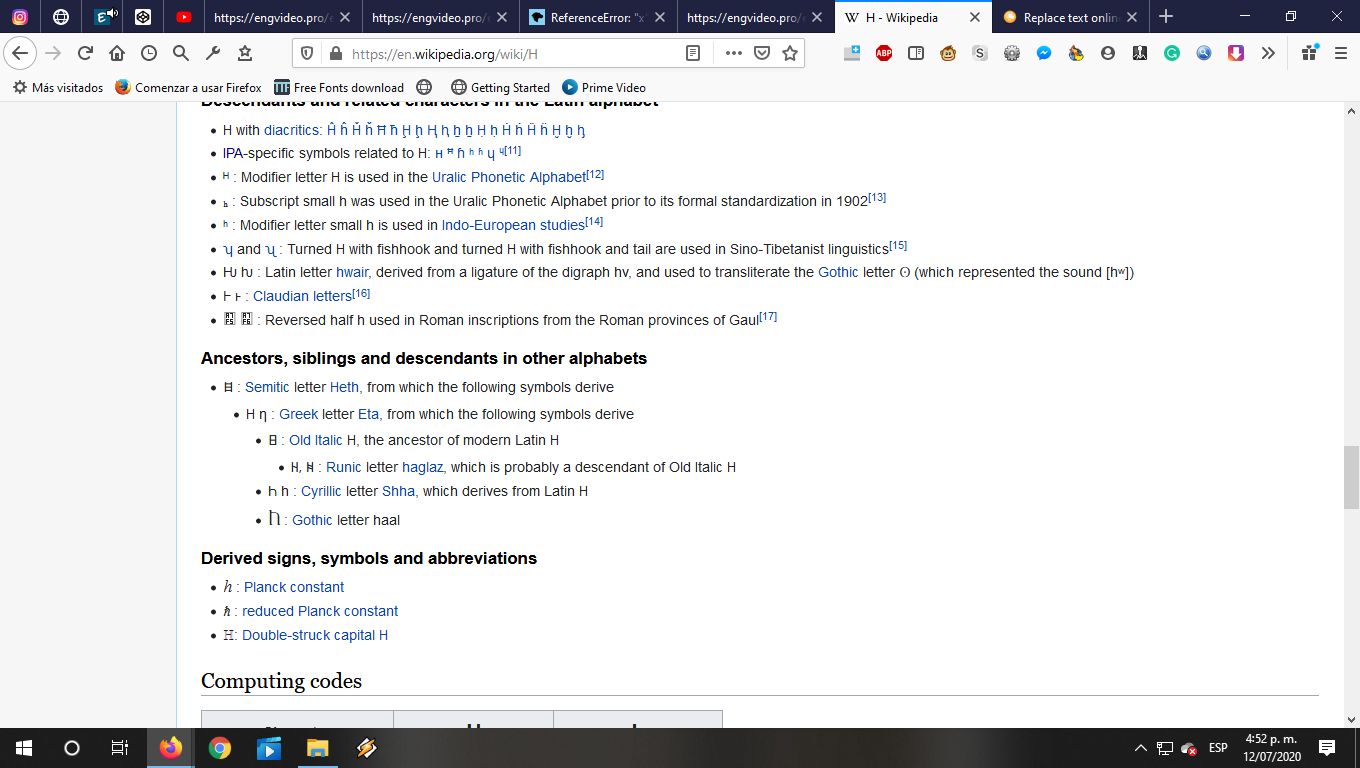 https://engvideo.pro/e
https://engvideo.pro/e
ReferenceError: "x"
https://engvideo.pro/e
H - Wikipedia
Replace text online
https://en.wikipedia.org/wiki/H
Más visitados
Comenzar a usar Firefox
Free Fonts download
Getting Started
Prime Video
Descendants and related characters in the Latin alphabet
H with diacritics: Ĥ ĥ Ȟ ȟ Ħ ħ Ḩ ḩ Ⱨ ⱨ ẖ ẖ Ḥ ḥ Ḣ ḣ Ḧ ḧ Ḫ ḫ ꞕ
IPA-specific symbols related to H: ʜ ꟸ ɦ ʰ ʱ ɥ ᶣ[11]
ᴴ : Modifier letter H is used in the Uralic Phonetic Alphabet[12]
ₕ : Subscript small h was used in the Uralic Phonetic Alphabet prior to its formal standardization in 1902[13]
ʰ : Modifier letter small h is used in Indo-European studies[14]
ʮ and ʯ : Turned H with fishhook and turned H with fishhook and tail are used in Sino-Tibetanist linguistics[15]
Ƕ ƕ : Latin letter hwair, derived from a ligature of the digraph hv, and used to transliterate the Gothic letter 𐍈 (which represented the sound [hʷ])
Ⱶ ⱶ : Claudian letters[16]
: Reversed half h used in Roman inscriptions from the Roman provinces of Gaul[17]
Ancestors, siblings and descendants in other alphabets
𐤇 : Semitic letter Heth, from which the following symbols derive
Η η : Greek letter Eta, from which the following symbols derive
𐌇 : Old Italic H, the ancestor of modern Latin H
ᚺ, ᚻ : Runic letter haglaz, which is probably a descendant of Old Italic H
Һ һ : Cyrillic letter Shha, which derives from Latin H
𐌷 : Gothic letter haal
Derived signs, symbols and abbreviations
ℎ : Planck constant
ℏ : reduced Planck constant
ℍ: Double-struck capital H
Computing codes
ESP
4:52 p. m.
12/07/2020